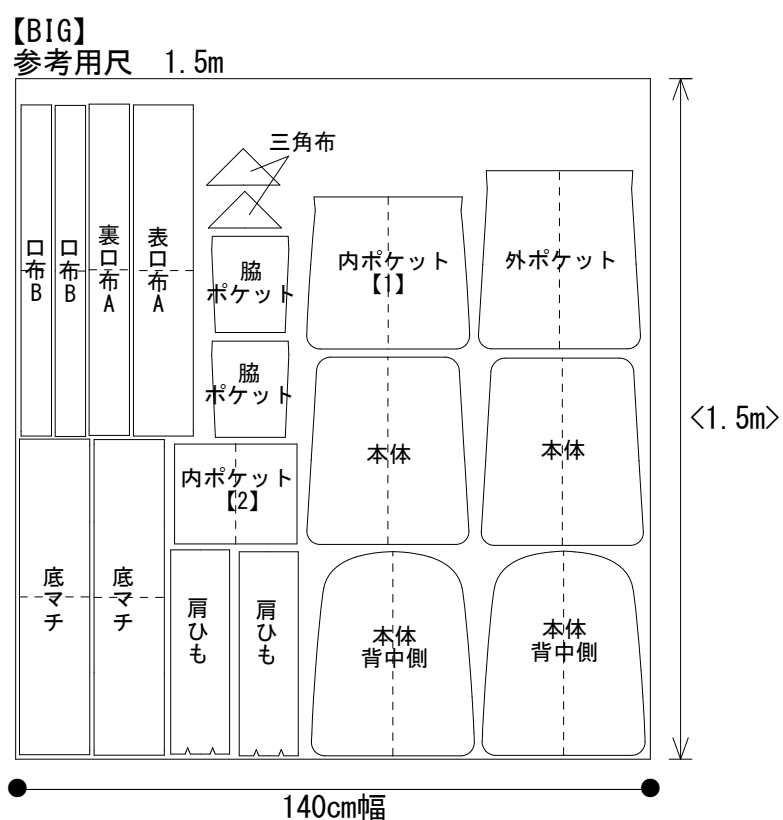 【BIG】
参考用尺　1.5m
三角布
口布B
口布B
裏口布A
表口布A
脇
ポケット
内ポケット
【1】
外ポケット
脇
ポケット
本体
本体
<1.5m>
内ポケット
【2】
底マチ
底マチ
肩ひも
肩ひも
本体
背中側
本体
背中側
140cm幅